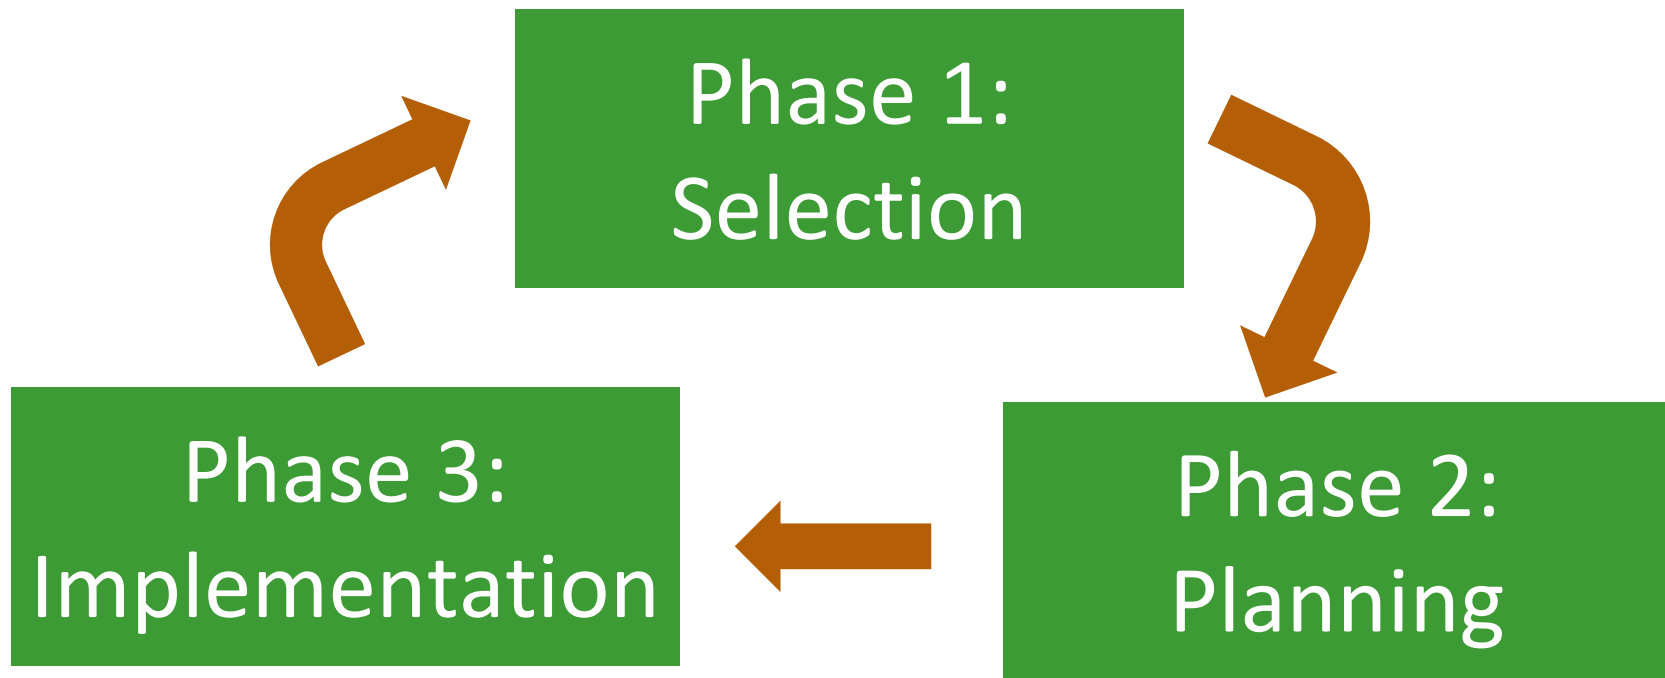 Phase 1:
Selection
Phase 2:
Planning
Phase 3:
Implementation